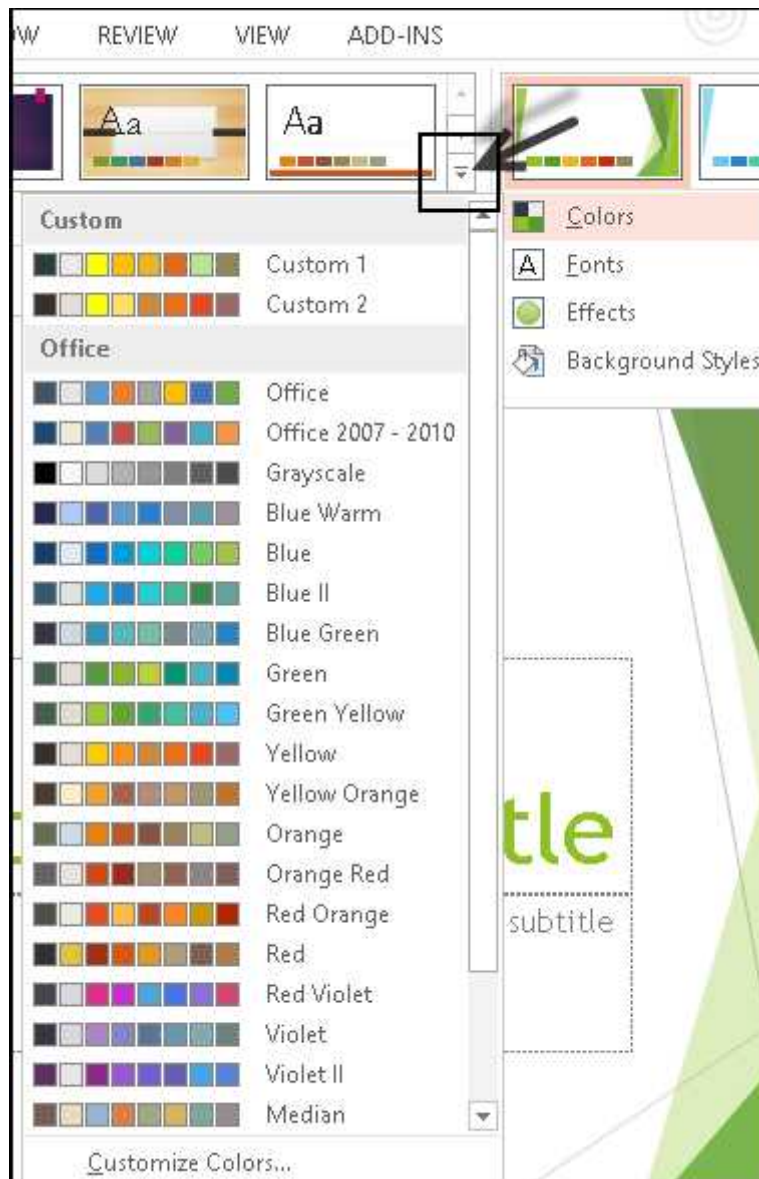 W REVIEW VIEW ADD-INS
Aa Aa
Custom
Custom 1
Custom 2
Office
Office
Office 2007 - 2010
Grayscale
Blue Warm
Blue
Blue II
Blue Green
Green
Green Yellow
Yellow
Yellow Orange
Orange
Orange Red
Red Orange
Red
Red Violet
Violet
Violet II
Median
Customize Colors...
Colors
A Fonts
Effects
Background Styles
tle
subtitle